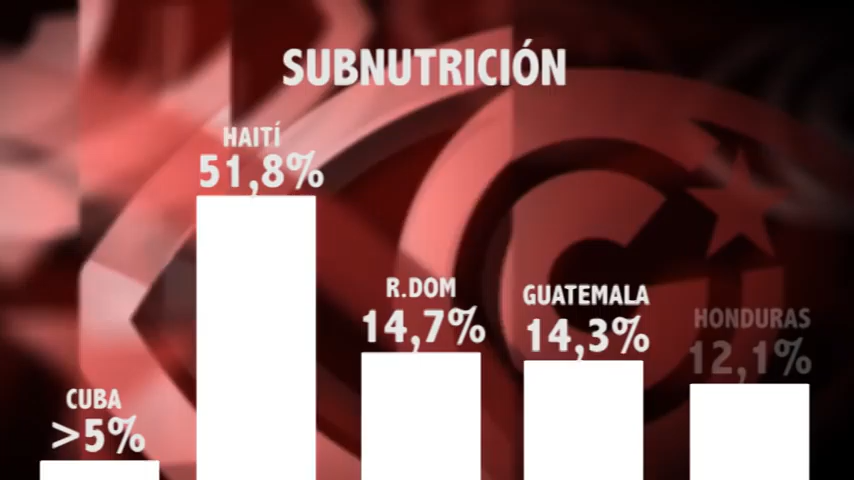 SUBNUTRICIÓN
HAITÍ
51,8%
R.DOM
14,7%
GUATEMALA
14,3%
HONDURAS
12,1%
CUBA
>5%